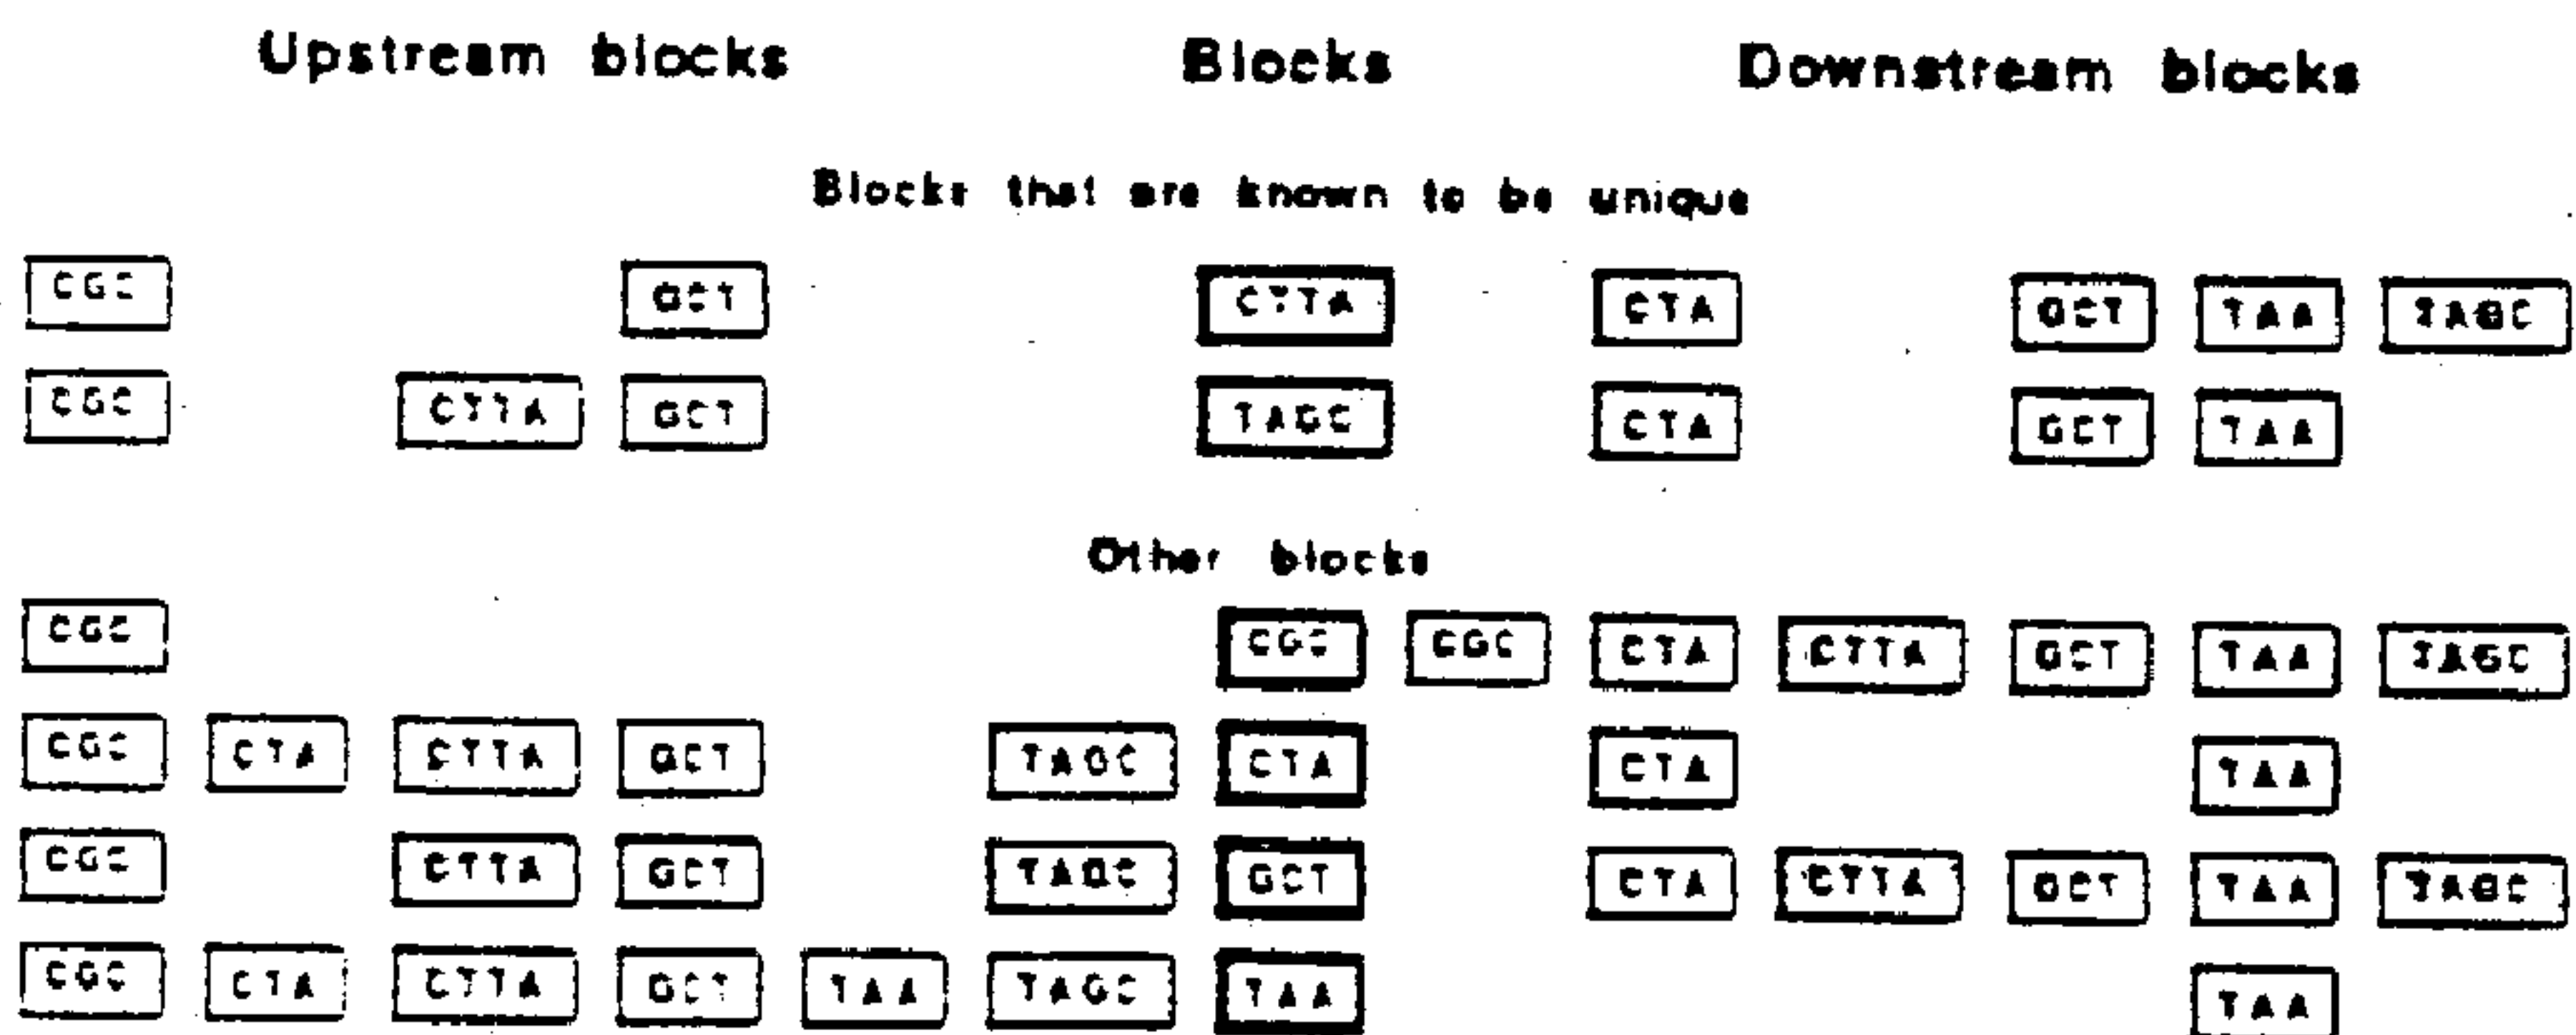 Upstream blocks Blocks Downstream blocks
Blocks that are known to be unique
CGC GCT CTTA CTA GCT TAA TAGC
CGC CTTA GCT TAGC CTA GCT TAA
Other blocks
CGC CGC CGC CTA CTTA GCT TAA TAGC
CGC CTA CTTA GCT TAGC CTA CTA TAA
CGC CTTA GCT TAGC GCT CTA CTTA GCT TAA TAGC
CGC CTA CTTA GCT TAA TAGC TAA TAA